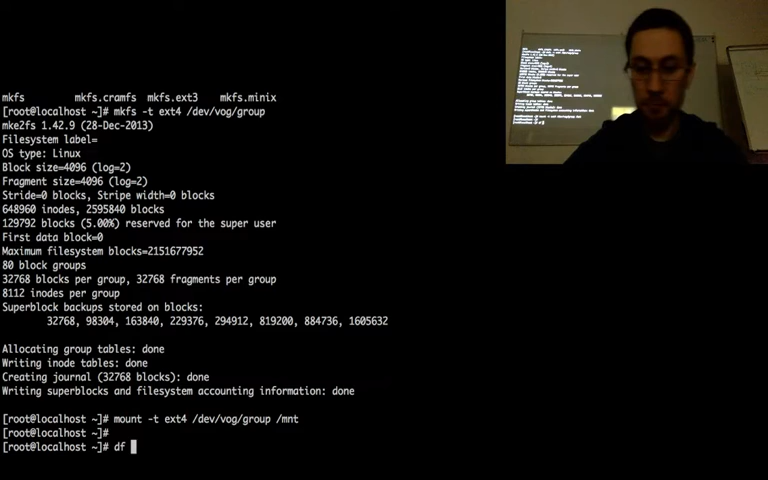 mkfs mkfs.cramfs mkfs.ext3 mkfs.minix
[root@localhost ~]# mkfs -t ext4 /dev/vog/group
mke2fs 1.42.9 (28-Dec-2013)
Filesystem label=
OS type: Linux
Block size=4096 (log=2)
Fragment size=4096 (log=2)
Stride=0 blocks, Stripe width=0 blocks
648960 inodes, 2595840 blocks
129792 blocks (5.00%) reserved for the super user
First data block=0
Maximum filesystem blocks=2151677952
80 block groups
32768 blocks per group, 32768 fragments per group
8112 inodes per group
Superblock backups stored on blocks:
32768, 98304, 163840, 229376, 294912, 819200, 884736, 1605632
Allocating group tables: done
Writing inode tables: done
Creating journal (32768 blocks): done
Writing superblocks and filesystem accounting information: done
[root@localhost ~]# mount -t ext4 /dev/vog/group /mnt
[root@localhost ~]#
[root@localhost ~]# df